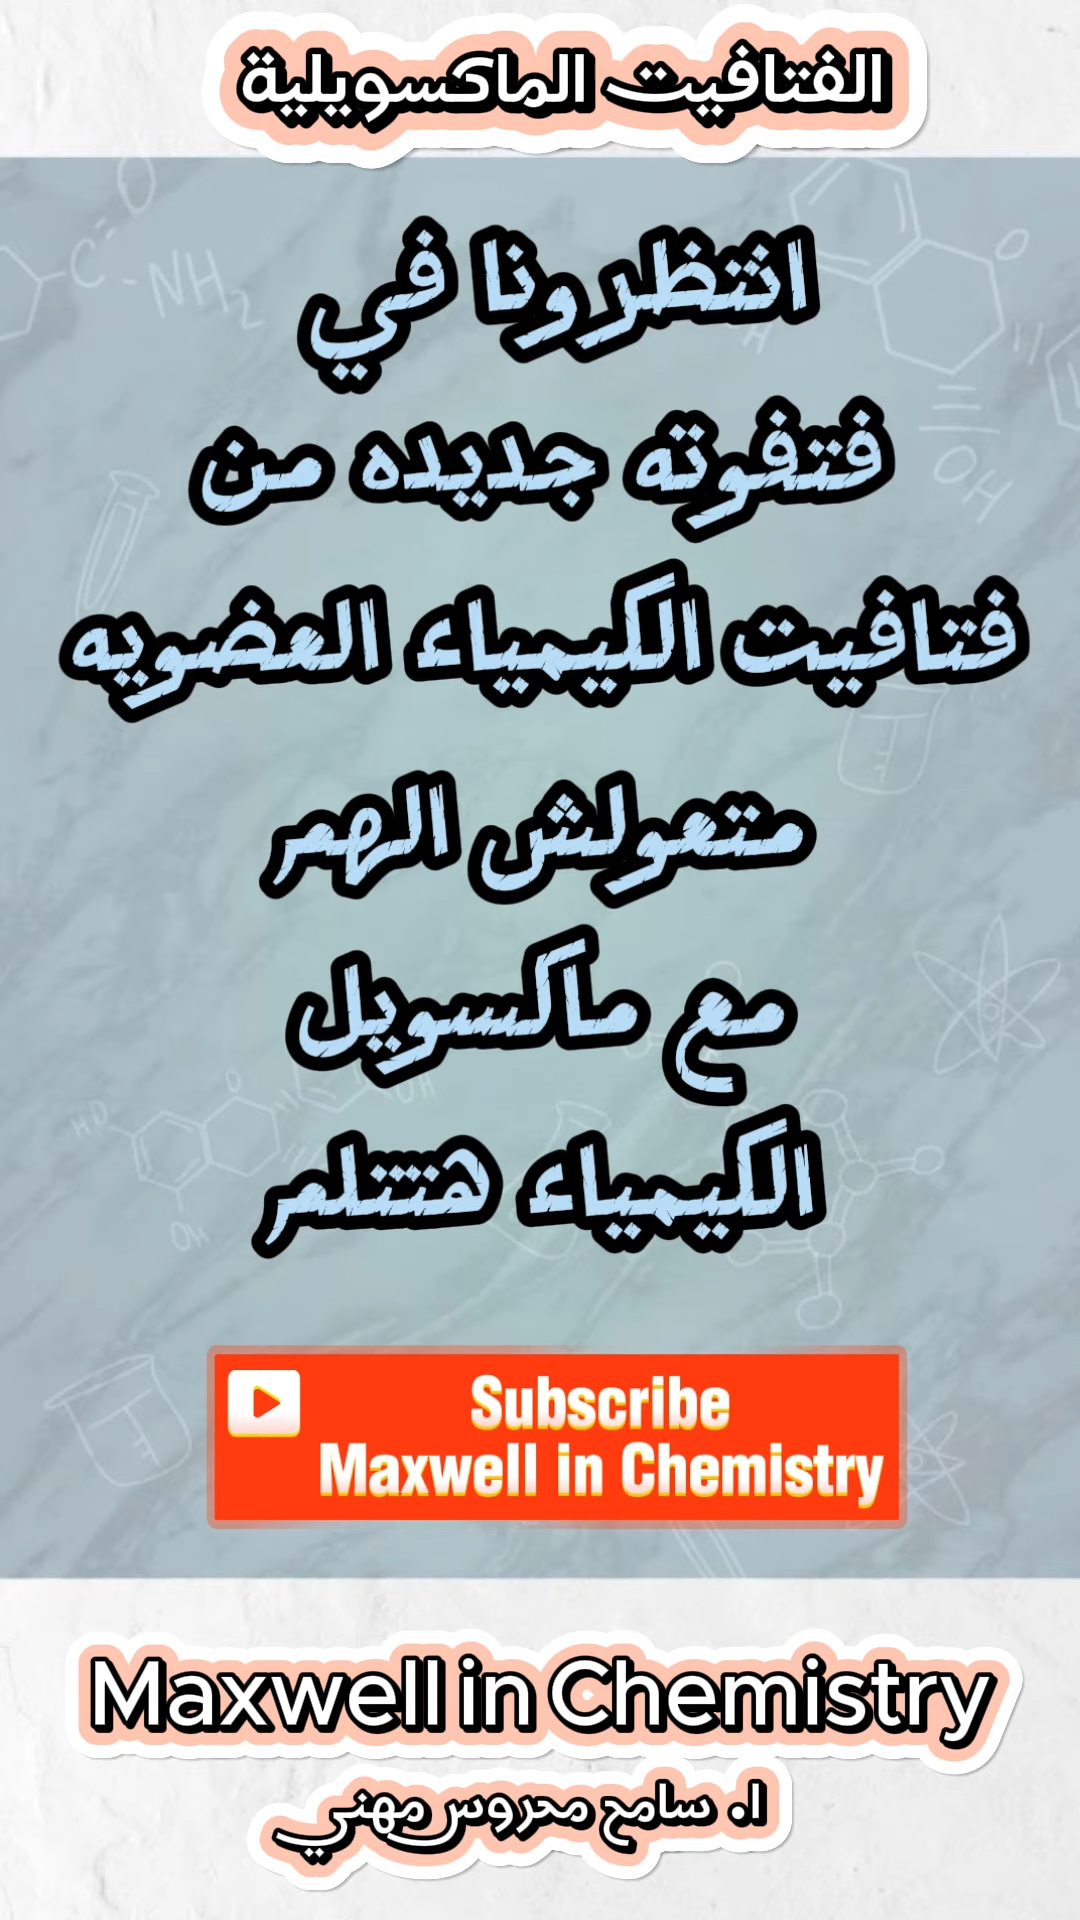 الفتافيت الماكسويلية
انتظرونا في
فتفوته جديده من
فتافيت الكيمياء العضويه
متعولش الهم
مع ماكسويل
الكيمياء هتتلم
Subscribe
Maxwell in Chemistry
Maxwell in Chemistry
ا. سامح محروس مهني